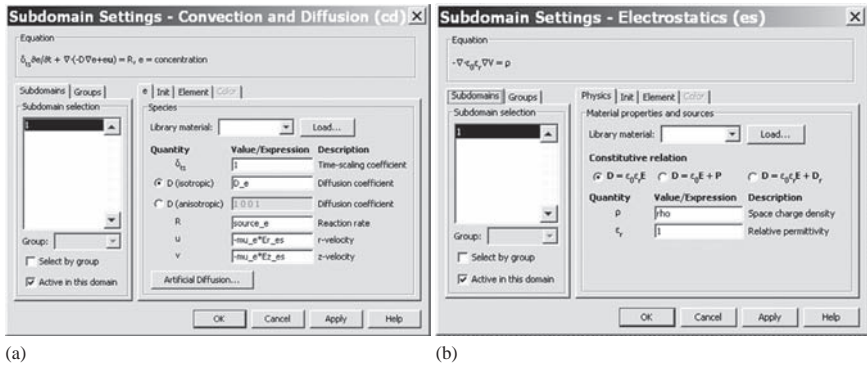 Subdomain Settings - Convection and Diffusion (cd)
Equation
δts∂e/∂t + ∇·(-D∇e+eu) = R, e = concentration
Subdomains Groups
Subdomain selection
1
Group:
Select by group
Active in this domain
e Init Element Color
Species
Library material: Load...
Quantity Value/Expression Description
δts 1 Time-scaling coefficient
D (isotropic) D_e Diffusion coefficient
D (anisotropic) 1 0 0 1 Diffusion coefficient
R source_e Reaction rate
u -mu_e*Er_es r-velocity
v -mu_e*Ez_es z-velocity
Artificial Diffusion...
OK Cancel Apply Help
(a)
Subdomain Settings - Electrostatics (es)
Equation
-∇·ε0εr∇V = ρ
Subdomains Groups
Subdomain selection
1
Group:
Select by group
Active in this domain
Physics Init Element Color
Material properties and sources
Library material: Load...
Constitutive relation
D = ε0εrE D = ε0E + P D = ε0εrE + Dr
Quantity Value/Expression Description
ρ rho Space charge density
εr 1 Relative permittivity
OK Cancel Apply Help
(b)